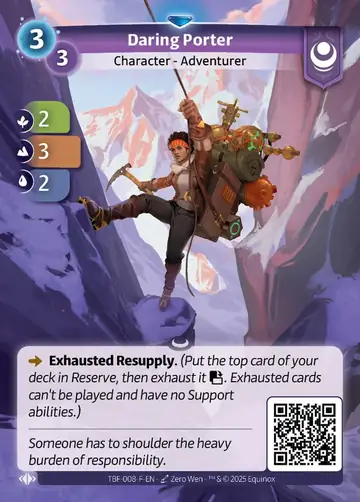 3
Daring Porter
3
Character - Adventurer
2
3
2
Exhausted Resupply. (Put the top card of your
deck in Reserve, then exhaust it. Exhausted cards
can't be played and have no Support
abilities.)
Someone has to shoulder the heavy
burden of responsibility.
TBF-008-F-EN - Zero Wen - ™ & © 2025 Equinox